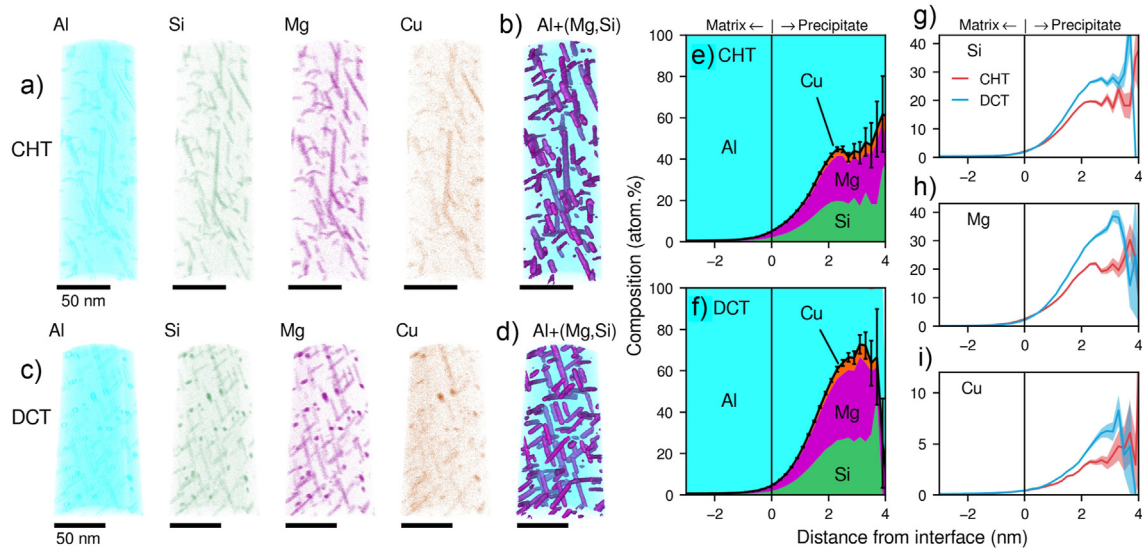 Al Si Mg Cu b) Al+(Mg,Si)
a)
CHT
50 nm
Al Si Mg Cu d) Al+(Mg,Si)
c)
DCT
50 nm
Matrix ← | → Precipitate
100
80
60
40
20
0
e) CHT
Cu
Al
Mg
Si
−2 0 2 4
100
80
60
40
20
0
f) DCT
Cu
Al
Mg
Si
−2 0 2 4
Composition (atom.%)
Distance from interface (nm)
g)
Matrix ← | → Precipitate
40
30
20
10
0
Si
CHT
DCT
−2 0 2 4
h)
40
30
20
10
0
Mg
−2 0 2 4
i)
10
5
0
Cu
−2 0 2 4